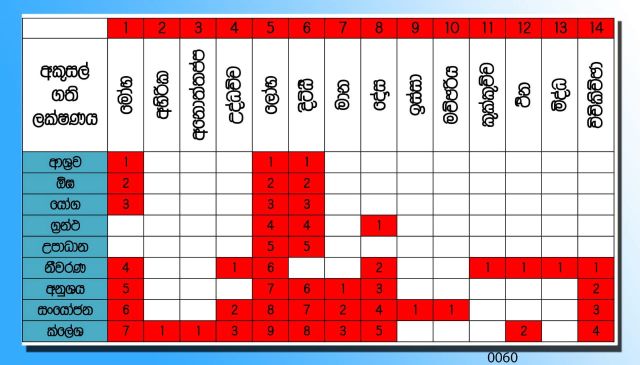 1 2 3 4 5 6 7 8 9 10 11 12 13 14
අකුසල් ගති ලක්ෂණය මෝහ අහිරික අනොත්තප්ප උද්ධච්ච ලෝභ දිට්ඨි මාන දෝස ඉස්සා මච්ඡරිය කුක්කුච්ච ථීන මිද්ධ විචිකිච්ඡා
ආශ්‍රව 1 1 1
ඕඝ 2 2 2
යෝග 3 3 3
ග්‍රන්ථ 4 4 1
උපාධාන 5 5
නීවරණ 4 1 6 2 1 1 1 1
අනුශය 5 7 6 1 3 2
සංයෝජන 6 2 8 7 2 4 1 1 3
ක්ලේශ 7 1 1 3 9 8 3 5 2 4
0060